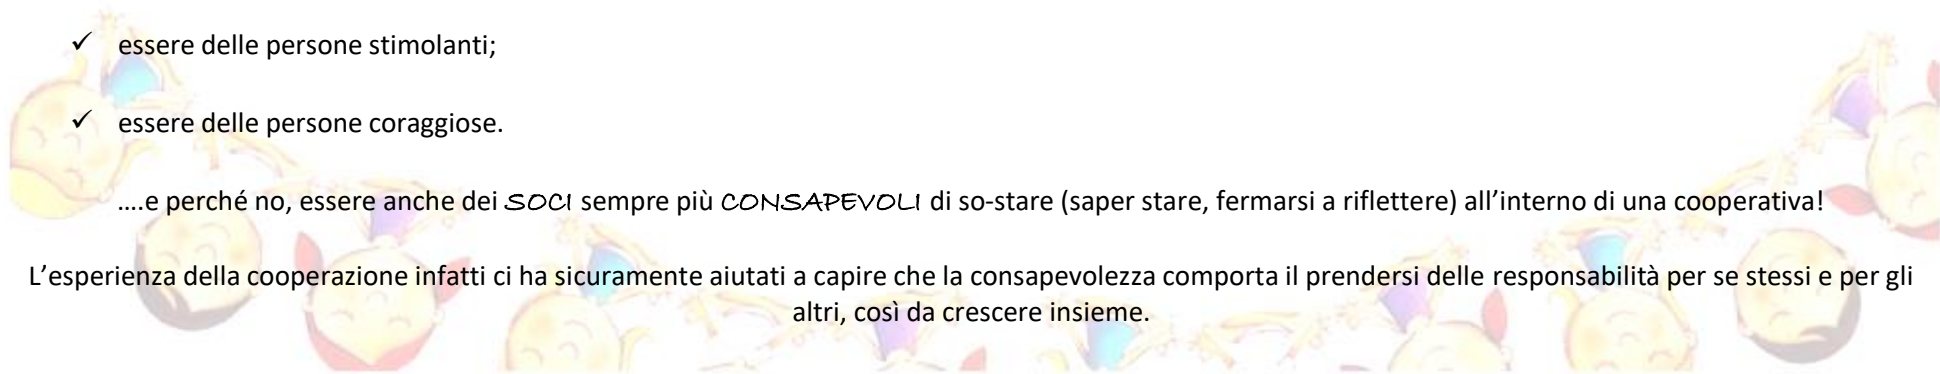 ✓ essere delle persone stimolanti;
✓ essere delle persone coraggiose.
....e perché no, essere anche dei SOCI sempre più CONSAPEVOLI di so-stare (saper stare, fermarsi a riflettere) all’interno di una cooperativa!
L’esperienza della cooperazione infatti ci ha sicuramente aiutati a capire che la consapevolezza comporta il prendersi delle responsabilità per se stessi e per gli
altri, così da crescere insieme.